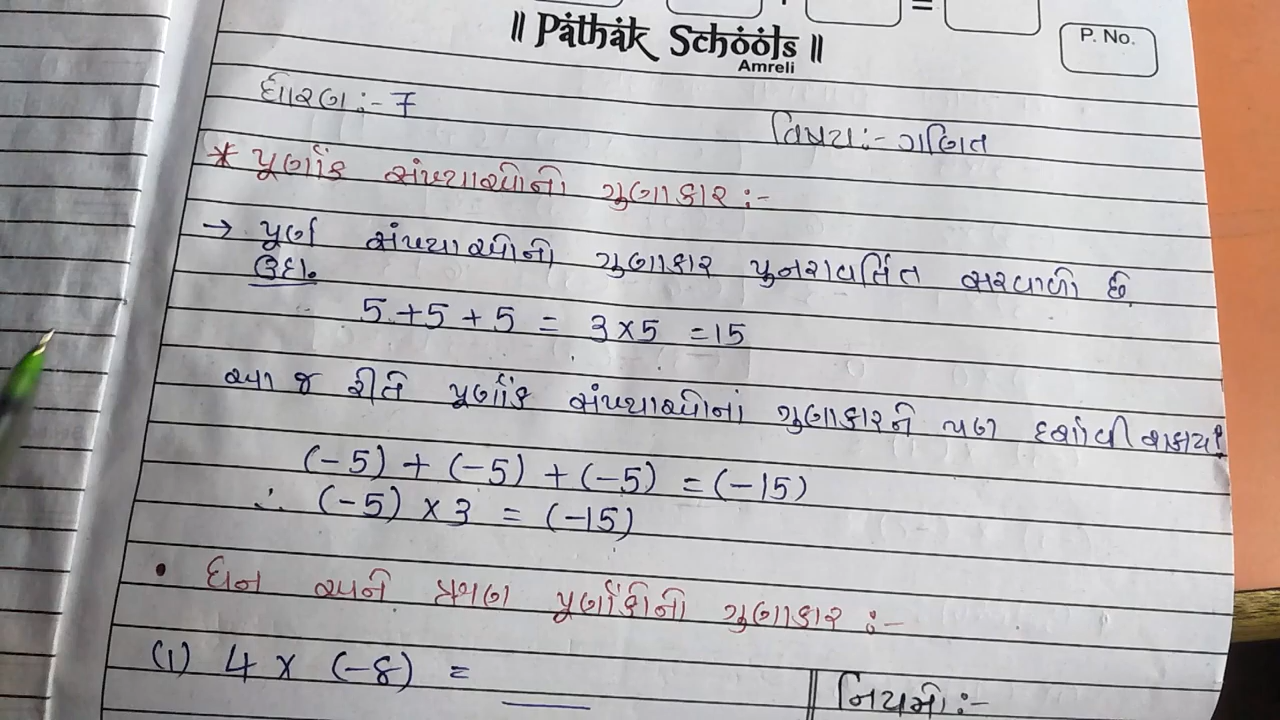 + =
॥ Pathak Schools ॥
Amreli
P. No.
ધોરણ:- 7
વિષય:- ગણિત
* પૂર્ણાંક સંખ્યાઓનો ગુણાકાર :-
→ પૂર્ણ સંખ્યાઓનો ગુણાકાર પુનરાવર્તિત સરવાળો છે.
ઉદા.
5 + 5 + 5 = 3 × 5 = 15
આ જ રીતે પૂર્ણાંક સંખ્યાઓનાં ગુણાકારને પણ દર્શાવી શકાય?
(-5) + (-5) + (-5) = (-15)
∴ (-5) × 3 = (-15)
• ધન અને ઋણ પૂર્ણાંકોનો ગુણાકાર :-
(1) 4 × (-8) =
નિયમો:-